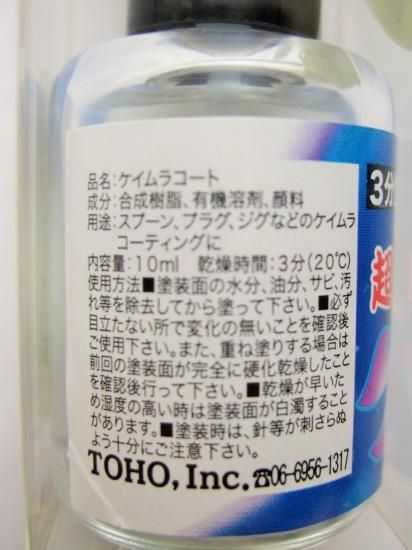 品名:ケイムラコート
成分:合成樹脂、有機溶剤、顔料
用途:スプーン、プラグ、ジグなどのケイムラ
コーティングに
内容量:10ml 乾燥時間:3分(20℃)
使用方法■塗装面の水分、油分、サビ、汚
れ等を除去してから塗って下さい。■必ず
目立たない所で変化の無いことを確認後
ご使用下さい。また、重ね塗りする場合は
前回の塗装面が完全に硬化乾燥したこと
を確認後行って下さい。■乾燥が早いた
め湿度の高い時は塗装面が白濁すること
があります。■塗装時は、針等が刺さらぬ
よう十分にご注意下さい。
TOHO, Inc. ☎06-6956-1317
3分
超